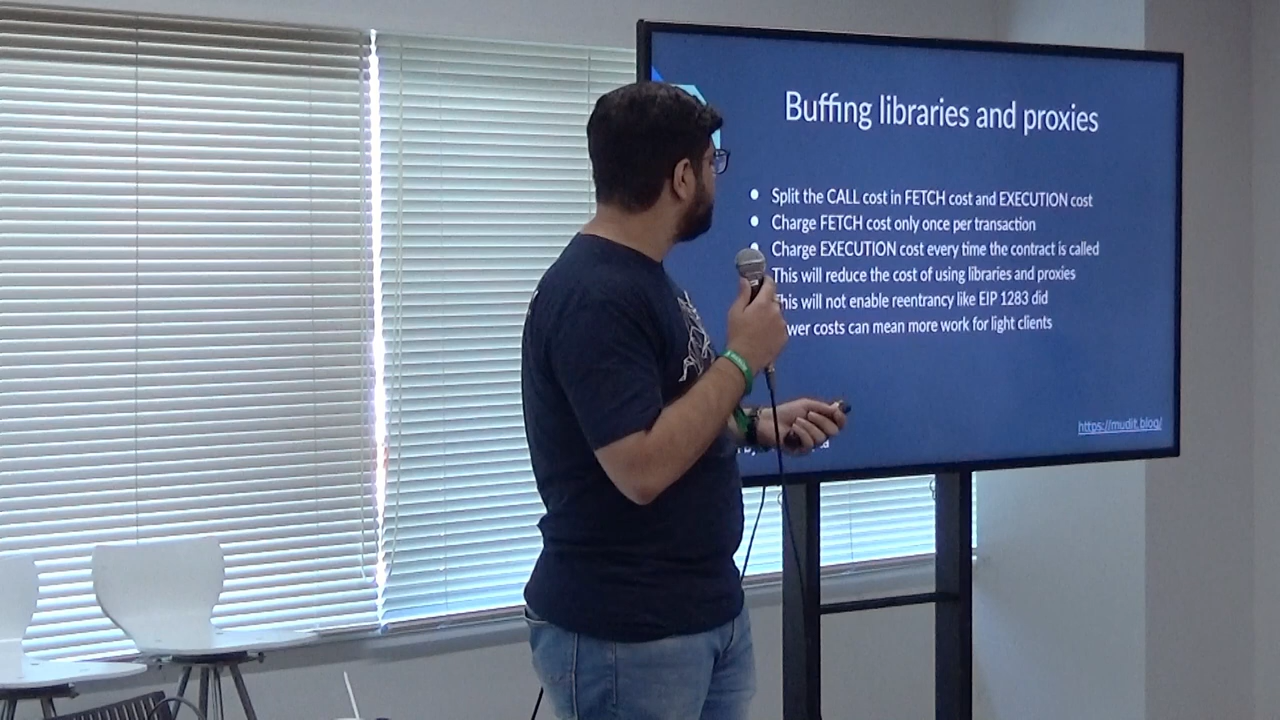 Buffing libraries and proxies
Split the CALL cost in FETCH cost and EXECUTION cost
Charge FETCH cost only once per transaction
Charge EXECUTION cost every time the contract is called
This will reduce the cost of using libraries and proxies
This will not enable reentrancy like EIP 1283 did
wer costs can mean more work for light clients
https://mudit.blog/